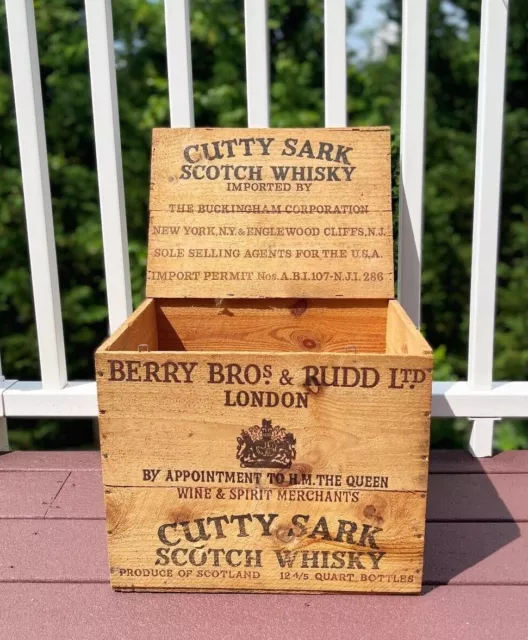 CUTTY SARK
SCOTCH WHISKY
IMPORTED BY
THE BUCKINGHAM CORPORATION
NEW YORK, N.Y. & ENGLEWOOD CLIFFS, N.J.
SOLE SELLING AGENTS FOR THE U.S.A.
IMPORT PERMIT Nos. A.B.I. 107-N.J.I. 286
BERRY BROS. & RUDD LTD
LONDON
BY APPOINTMENT TO H.M. THE QUEEN
WINE & SPIRIT MERCHANTS
CUTTY SARK
SCOTCH WHISKY
PRODUCE OF SCOTLAND 12 4/5 QUART BOTTLES